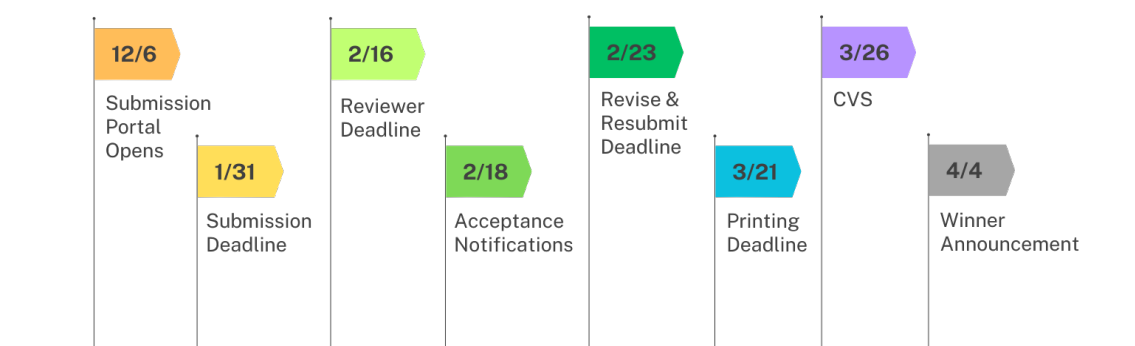 12/6
Submission
Portal
Opens
1/31
Submission
Deadline
2/16
Reviewer
Deadline
2/18
Acceptance
Notifications
2/23
Revise &
Resubmit
Deadline
3/21
Printing
Deadline
3/26
CVS
4/4
Winner
Announcement